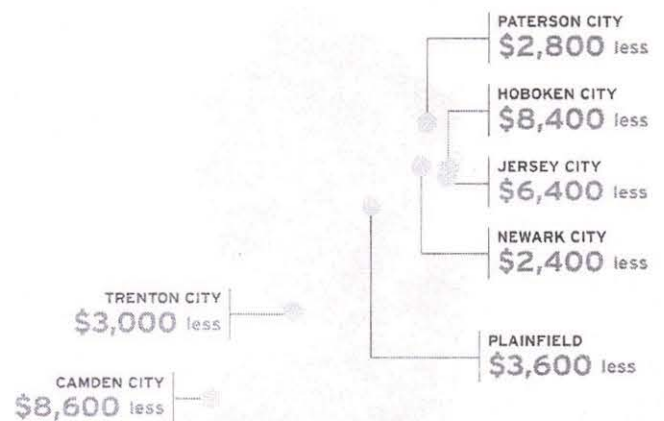 PATERSON CITY
$2,800 less
HOBOKEN CITY
$8,400 less
JERSEY CITY
$6,400 less
NEWARK CITY
$2,400 less
TRENTON CITY
$3,000 less
PLAINFIELD
$3,600 less
CAMDEN CITY
$8,600 less